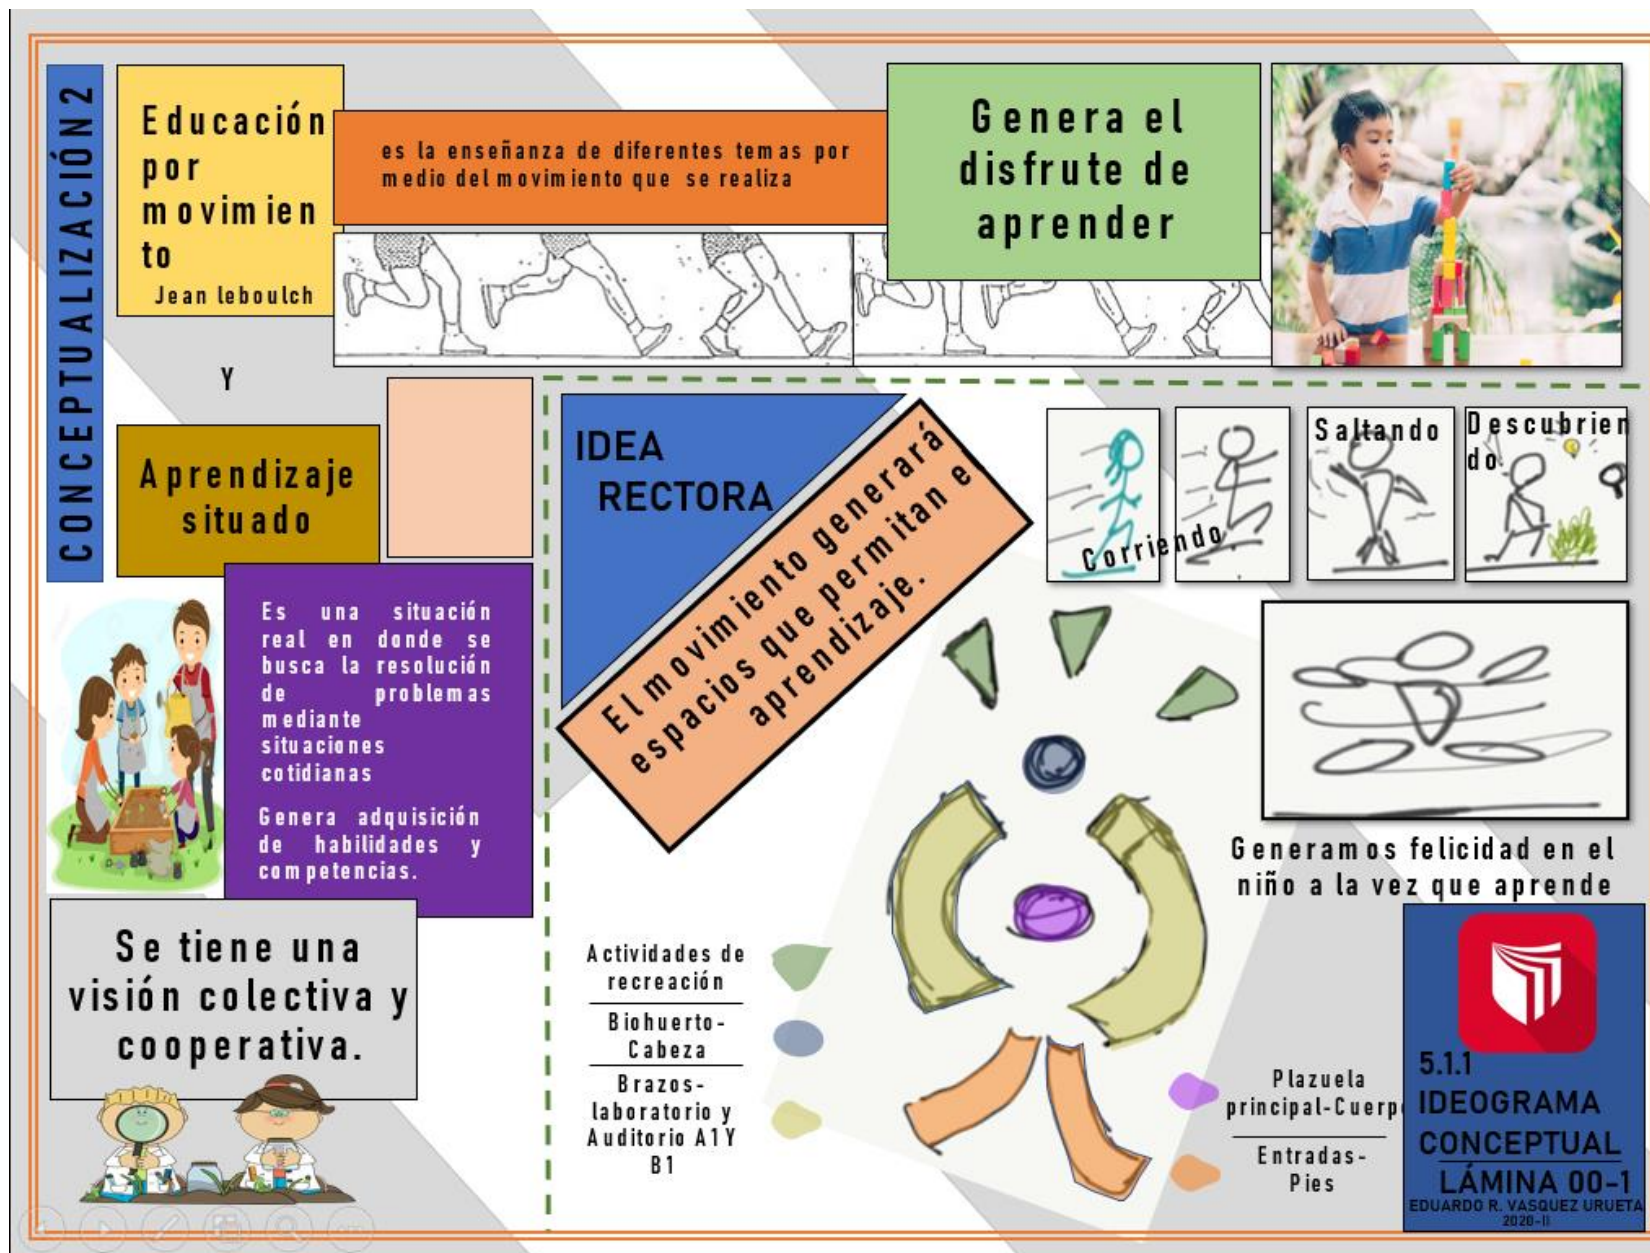 CONCEPTUALIZACIÓN 2
Educación
por
movimien
to
Jean leboulch
es la enseñanza de diferentes temas por
medio del movimiento que se realiza
Genera el
disfrute de
aprender
Y
Aprendizaje
situado
Es una situación
real en donde se
busca la resolución
de problemas
mediante
situaciones
cotidianas
Genera adquisición
de habilidades y
competencias.
Se tiene una
visión colectiva y
cooperativa.
IDEA
RECTORA
El movimiento generará
espacios que permitan e
aprendizaje.
Corriendo
Saltando
Descubrien
do
Generamos felicidad en el
niño a la vez que aprende
Actividades de
recreación
Biohuerto-
Cabeza
Brazos-
laboratorio y
Auditorio A1 Y
B1
Plazuela
principal-Cuerp
Entradas-
Pies
5.1.1
IDEOGRAMA
CONCEPTUAL
LÁMINA 00-1
EDUARDO R. VASQUEZ URUETA
2020-II